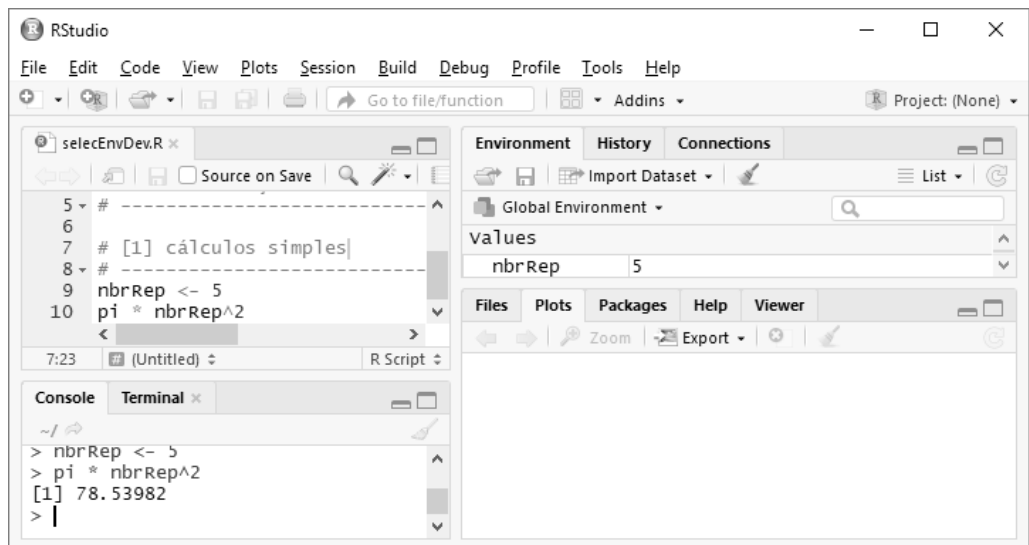 RStudio
File Edit Code View Plots Session Build Debug Profile Tools Help
Go to file/function Addins Project: (None)
selecEnvDev.R
Source on Save
5 # ----------------------------
6
7 # [1] cálculos simples
8 # ----------------------------
9 nbrRep <- 5
10 pi * nbrRep^2
7:23 (Untitled) R Script
Console Terminal
~/
> nbrRep <- 5
> pi * nbrRep^2
[1] 78.53982
>
Environment History Connections
Import Dataset List
Global Environment
Values
nbrRep 5
Files Plots Packages Help Viewer
Zoom Export